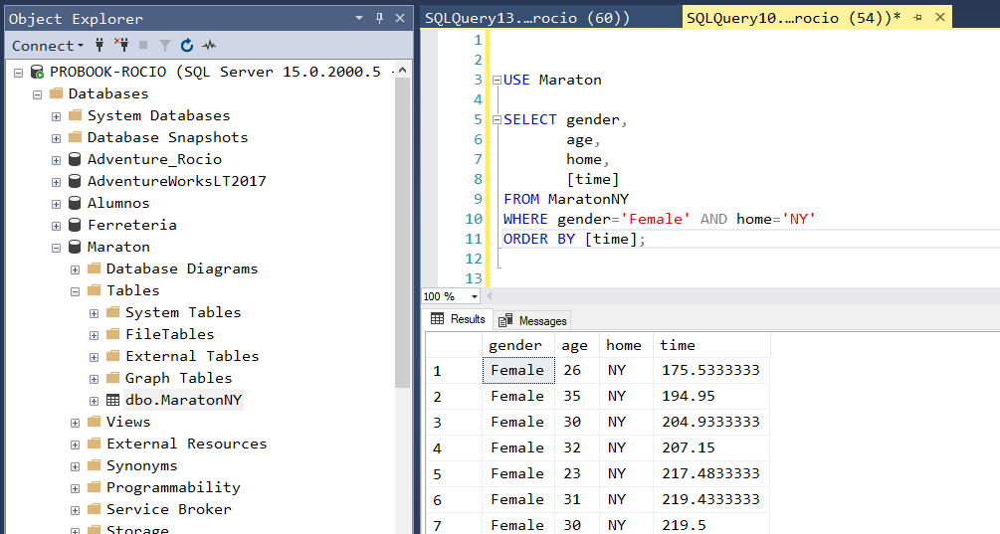 Object Explorer
Connect
PROBOOK-ROCIO (SQL Server 15.0.2000.5 -
Databases
System Databases
Database Snapshots
Adventure_Rocio
AdventureWorksLT2017
Alumnos
Ferreteria
Maraton
Database Diagrams
Tables
System Tables
FileTables
External Tables
Graph Tables
dbo.MaratonNY
Views
External Resources
Synonyms
Programmability
Service Broker
Storage
SQLQuery13.…rocio (60)) SQLQuery10.…rocio (54))*
1
2
3 USE Maraton
4
5 SELECT gender,
6 age,
7 home,
8 [time]
9 FROM MaratonNY
10 WHERE gender='Female' AND home='NY'
11 ORDER BY [time];
12
13
100 %
Results Messages
gender age home time
1 Female 26 NY 175.5333333
2 Female 35 NY 194.95
3 Female 30 NY 204.9333333
4 Female 32 NY 207.15
5 Female 23 NY 217.4833333
6 Female 31 NY 219.4333333
7 Female 30 NY 219.5